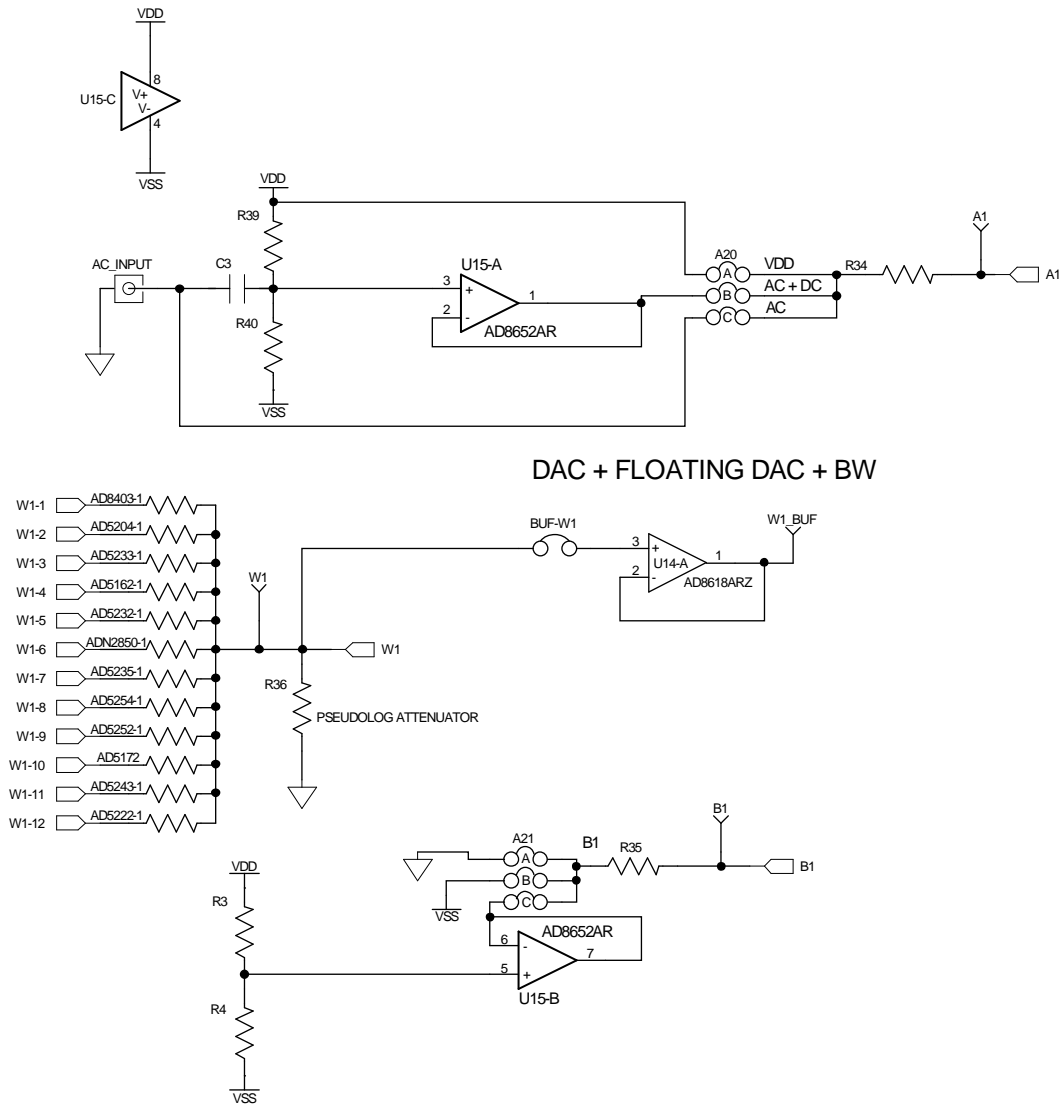 VDD
8
U15-C
V+
V-
4
VSS
VDD
R39
A1
AC_INPUT
C3
U15-A
A20
VDD
R34
A
A1
3
+
1
B
AC + DC
2
-
AD8652AR
C
AC
R40
VSS
DAC + FLOATING DAC + BW
W1-1
AD8403-1
W1-2
AD5204-1
W1-3
AD5233-1
W1-4
AD5162-1
W1-5
AD5232-1
W1-6
ADN2850-1
W1-7
AD5235-1
W1-8
AD5254-1
W1-9
AD5252-1
W1-10
AD5172
W1-11
AD5243-1
W1-12
AD5222-1
W1
BUF-W1
W1_BUF
3
+
U14-A
1
2
-
AD8618ARZ
W1
R36
PSEUDOLOG ATTENUATOR
B1
A21
B1
R35
A
B1
B
VSS
C
VDD
R3
AD8652AR
6
-
7
5
+
U15-B
R4
VSS